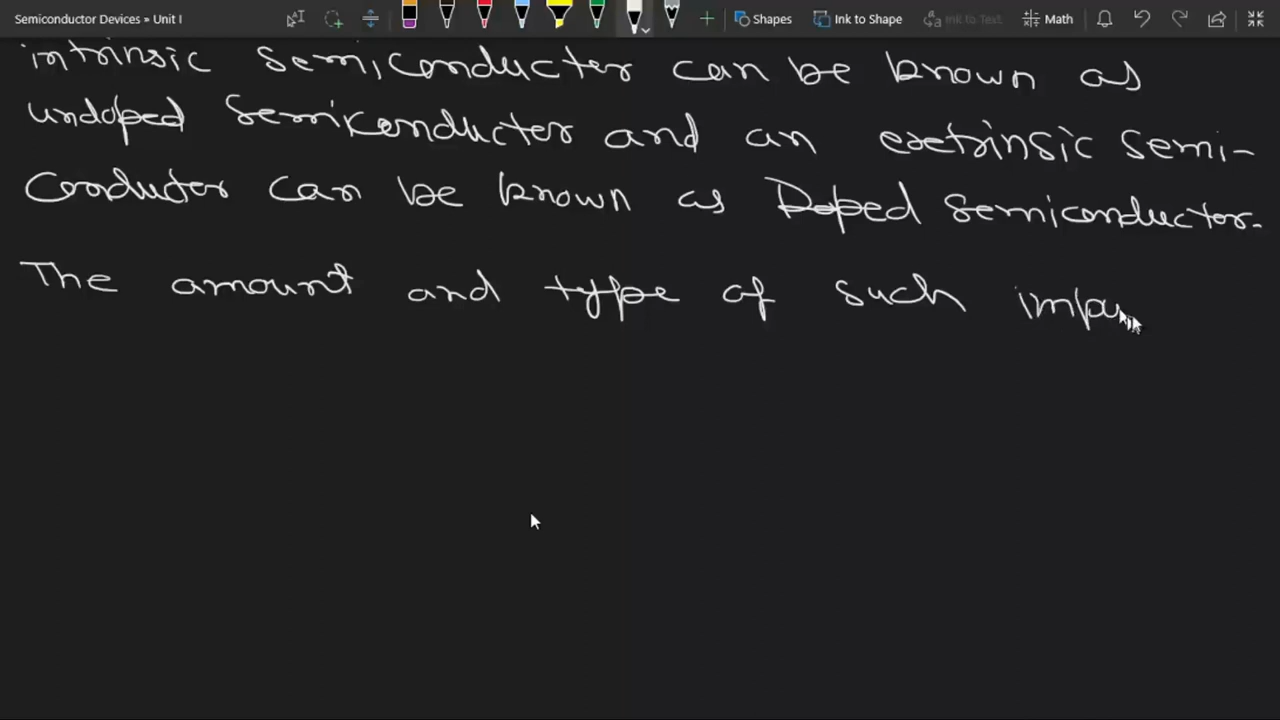 Semiconductor Devices » Unit I
Shapes
Ink to Shape
Ink to Text
Math
intrinsic semiconductor can be known as
undoped semiconductor and an extrinsic semi-
conductor can be known as Doped semiconductor.
The amount and type of such impu